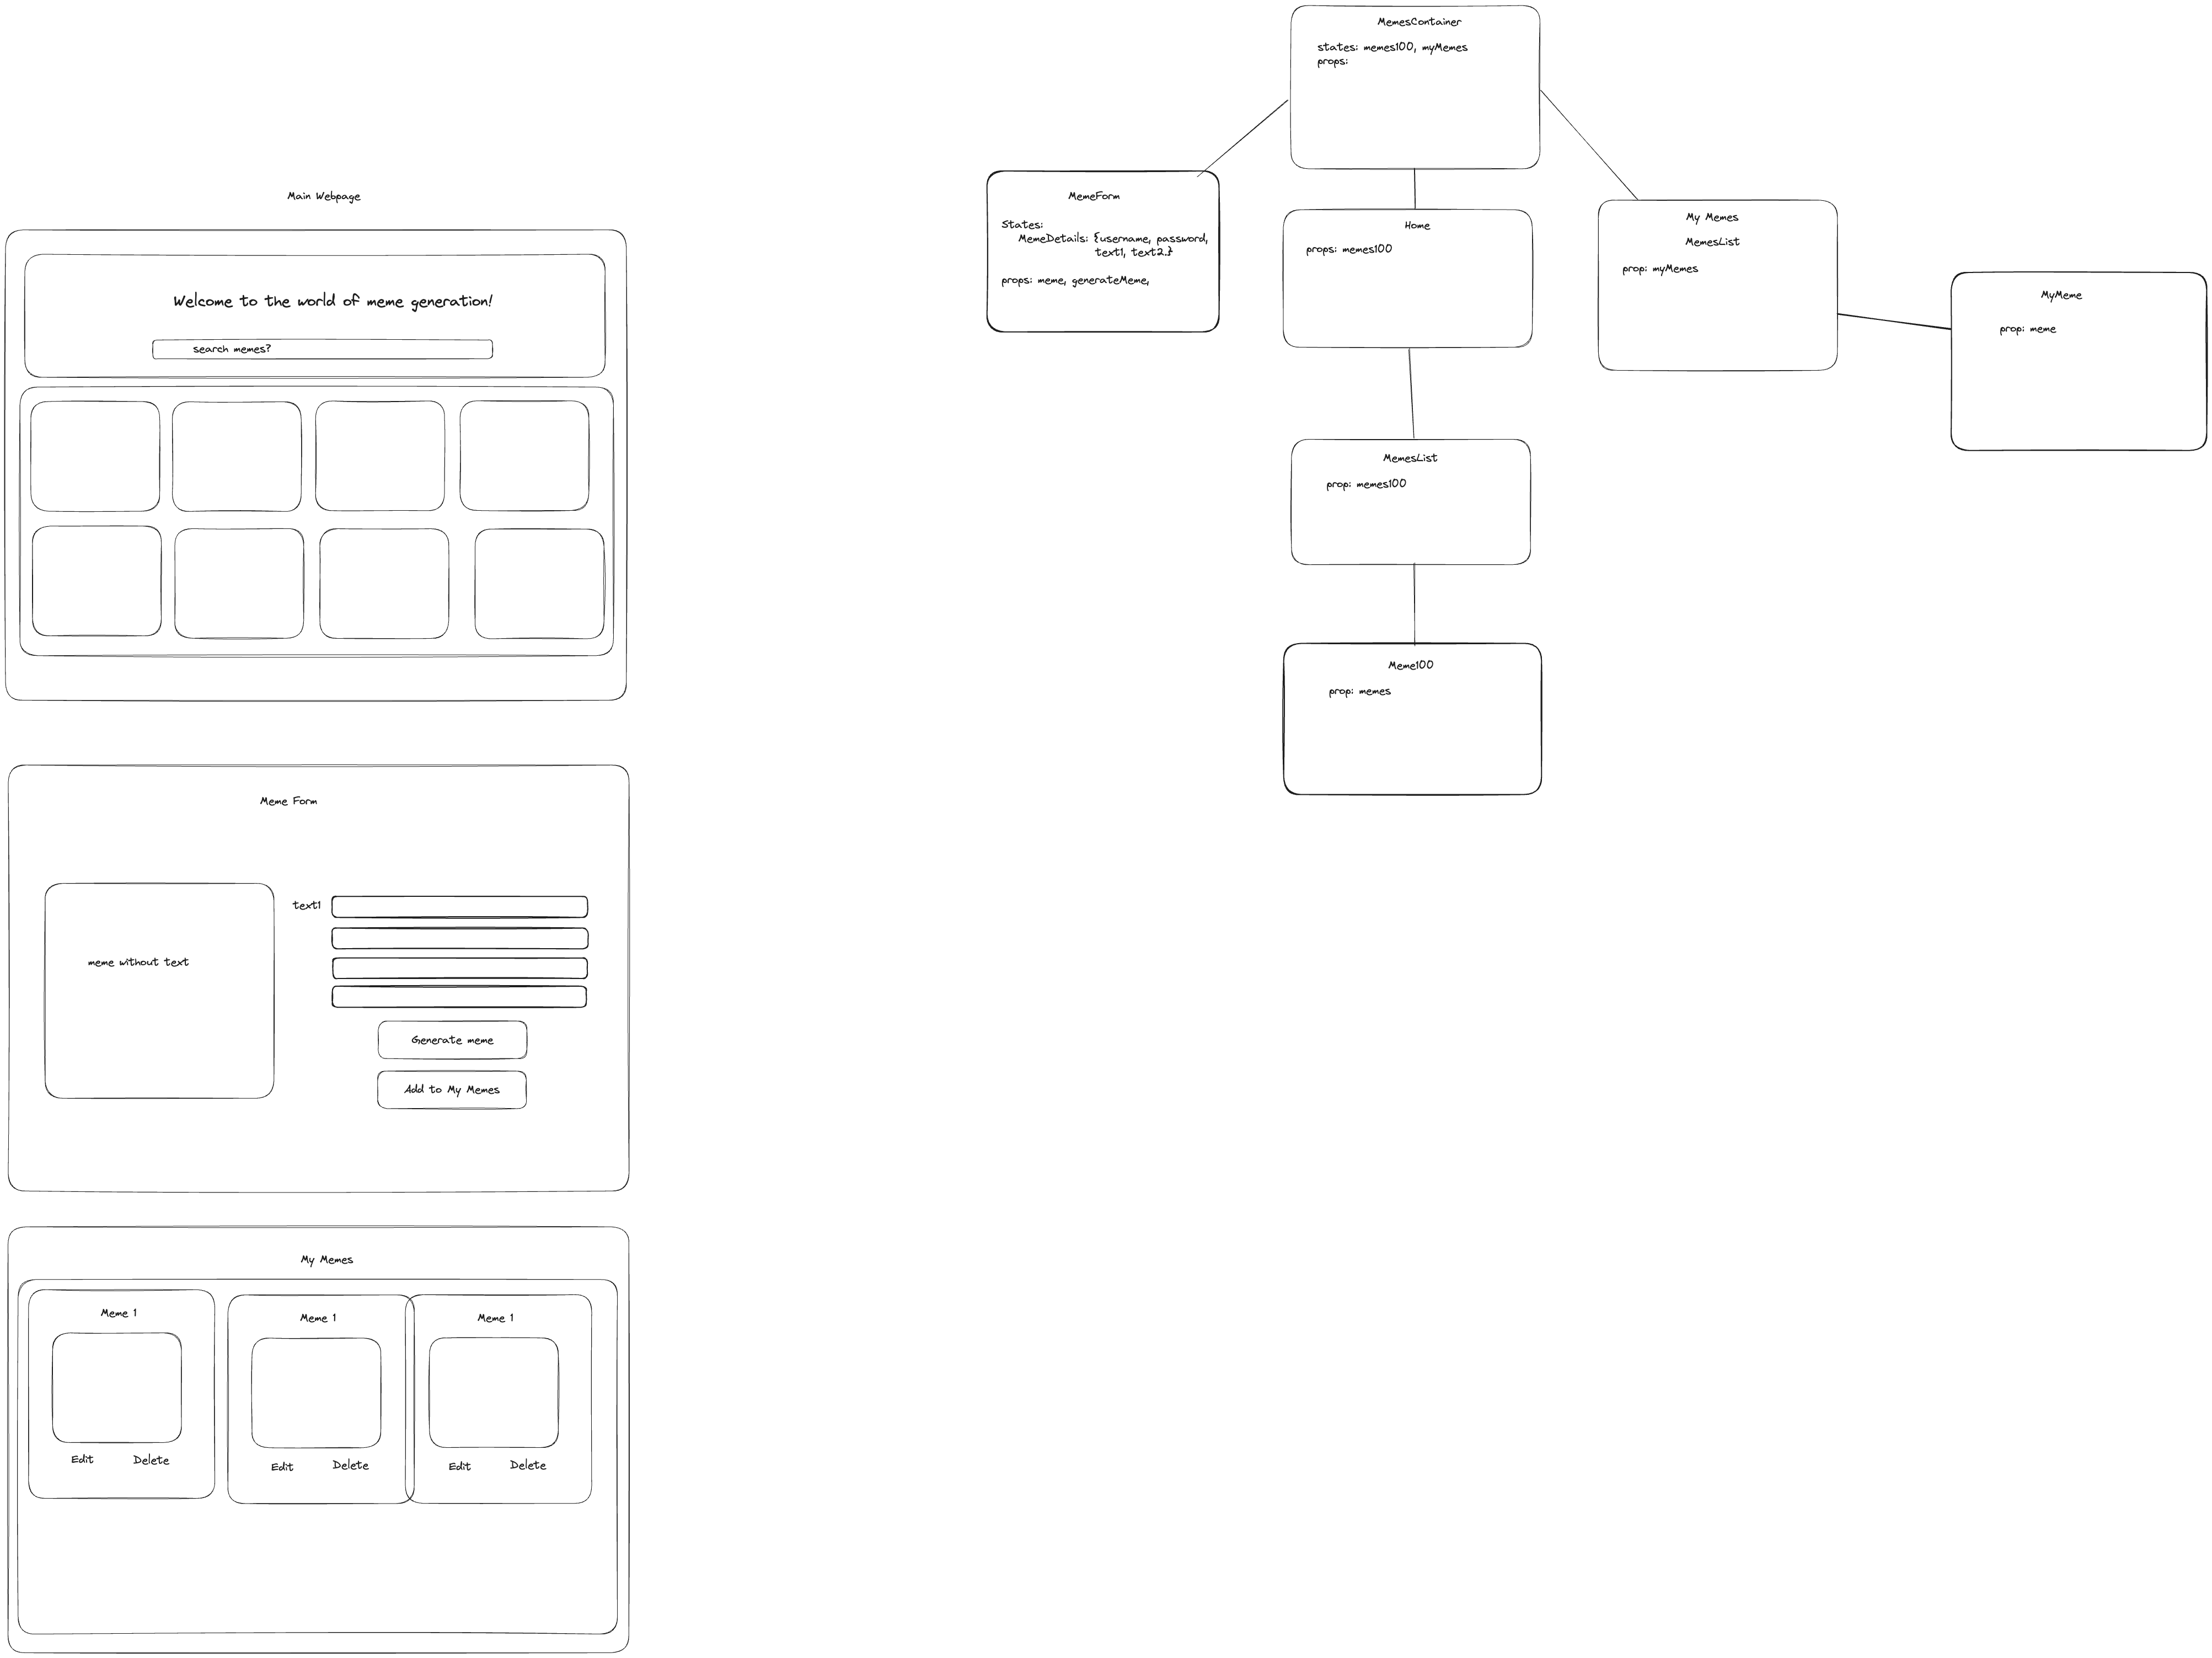 Main Webpage
Welcome to the world of meme generation!
search memes?
Meme Form
meme without text
text1
Generate meme
Add to My Memes
My Memes
Meme 1
Edit Delete
Meme 1
Edit Delete
Meme 1
Edit Delete
MemesContainer
states: memes100, myMemes
props:
MemeForm
States:
MemeDetails: {username, password,
text1, text2.}
props: meme, generateMeme,
Home
props: memes100
MemesList
prop: memes100
Meme100
prop: memes
My Memes
MemesList
prop: myMemes
MyMeme
prop: meme